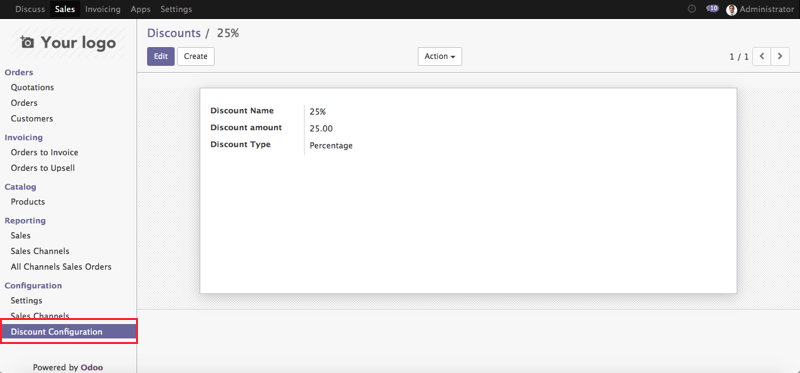 Discuss Sales Invoicing Apps Settings 10 Administrator
Your logo
Orders
Quotations
Orders
Customers
Invoicing
Orders to Invoice
Orders to Upsell
Catalog
Products
Reporting
Sales
Sales Channels
All Channels Sales Orders
Configuration
Settings
Sales Channels
Discount Configuration
Powered by Odoo
Discounts / 25%
Edit Create Action 1 / 1
Discount Name 25%
Discount amount 25.00
Discount Type Percentage